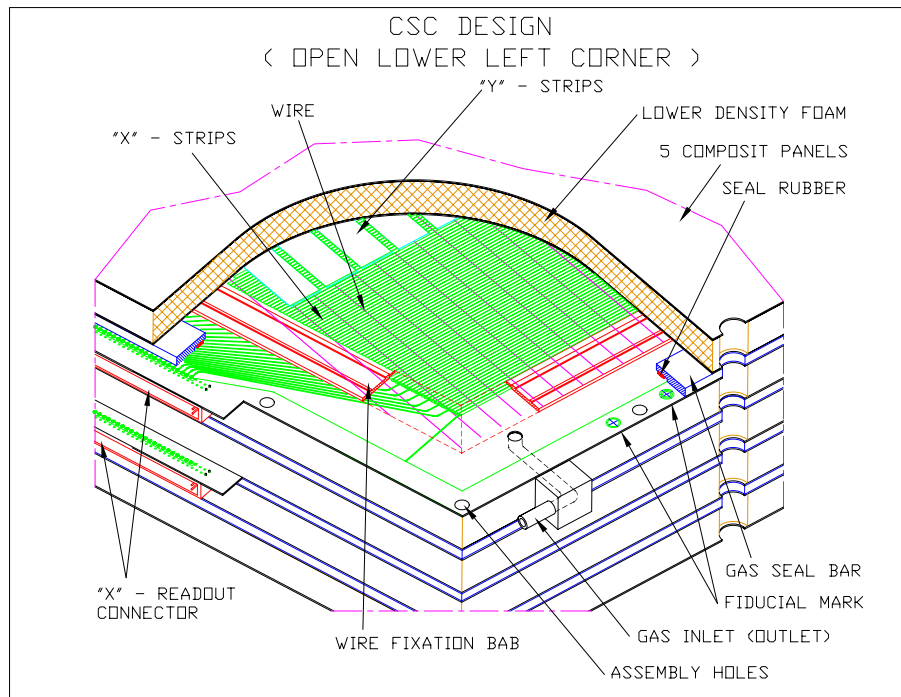 CSC DESIGN
( OPEN LOWER LEFT CORNER )
"Y" - STRIPS
WIRE
LOWER DENSITY FOAM
"X" - STRIPS
5 COMPOSIT PANELS
SEAL RUBBER
GAS SEAL BAR
"X" - READOUT
CONNECTOR
FIDUCIAL MARK
GAS INLET (OUTLET)
WIRE FIXATION BAB
ASSEMBLY HOLES